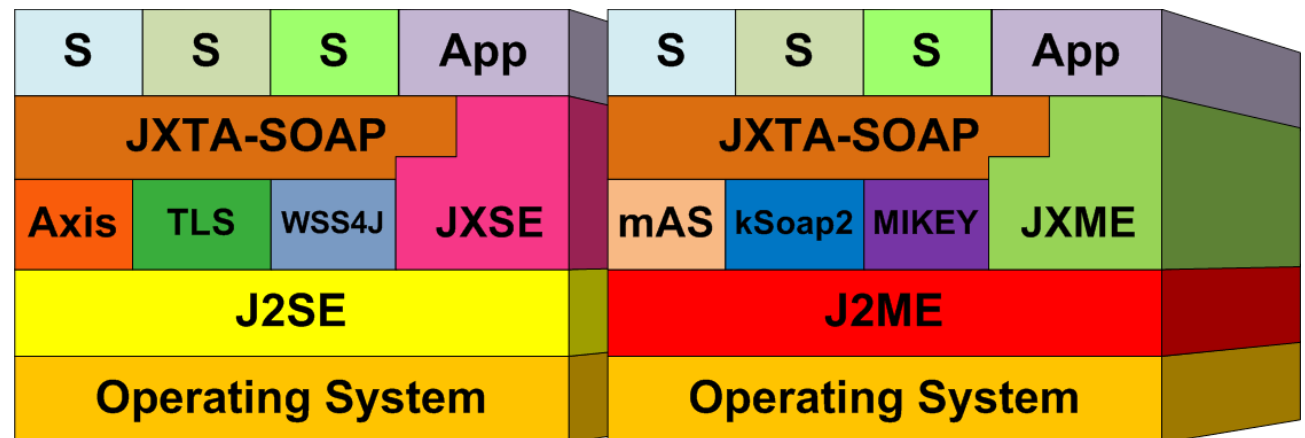 S S S App S S S App
JXTA-SOAP JXTA-SOAP
Axis TLS WSS4J JXSE mAS kSoap2 MIKEY JXME
J2SE J2ME
Operating System Operating System